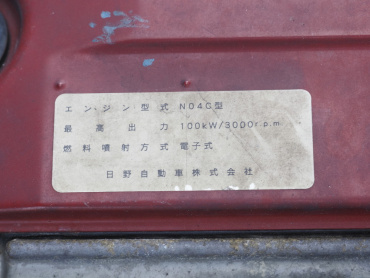 エンジン型式 N04C型
最高出力 100kW/3000r.p.m
燃料噴射方式 電子式
日野自動車株式会社